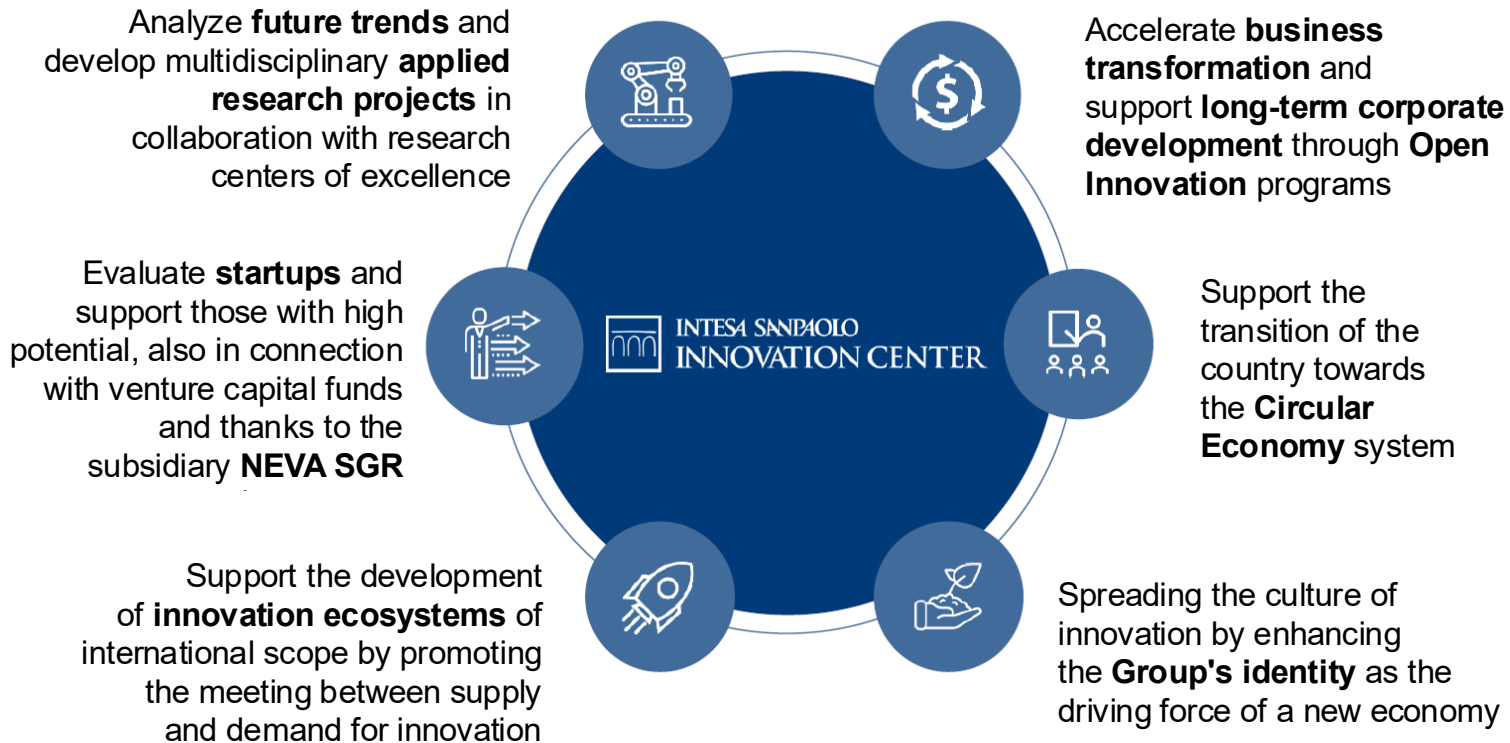 Analyze future trends and
develop multidisciplinary applied
research projects in
collaboration with research
centers of excellence
Accelerate business
transformation and
support long-term corporate
development through Open
Innovation programs
Evaluate startups and
support those with high
potential, also in connection
with venture capital funds
and thanks to the
subsidiary NEVA SGR
INTESA SANPAOLO
INNOVATION CENTER
Support the
transition of the
country towards
the Circular
Economy system
Support the development
of innovation ecosystems of
international scope by promoting
the meeting between supply
and demand for innovation
Spreading the culture of
innovation by enhancing
the Group's identity as the
driving force of a new economy